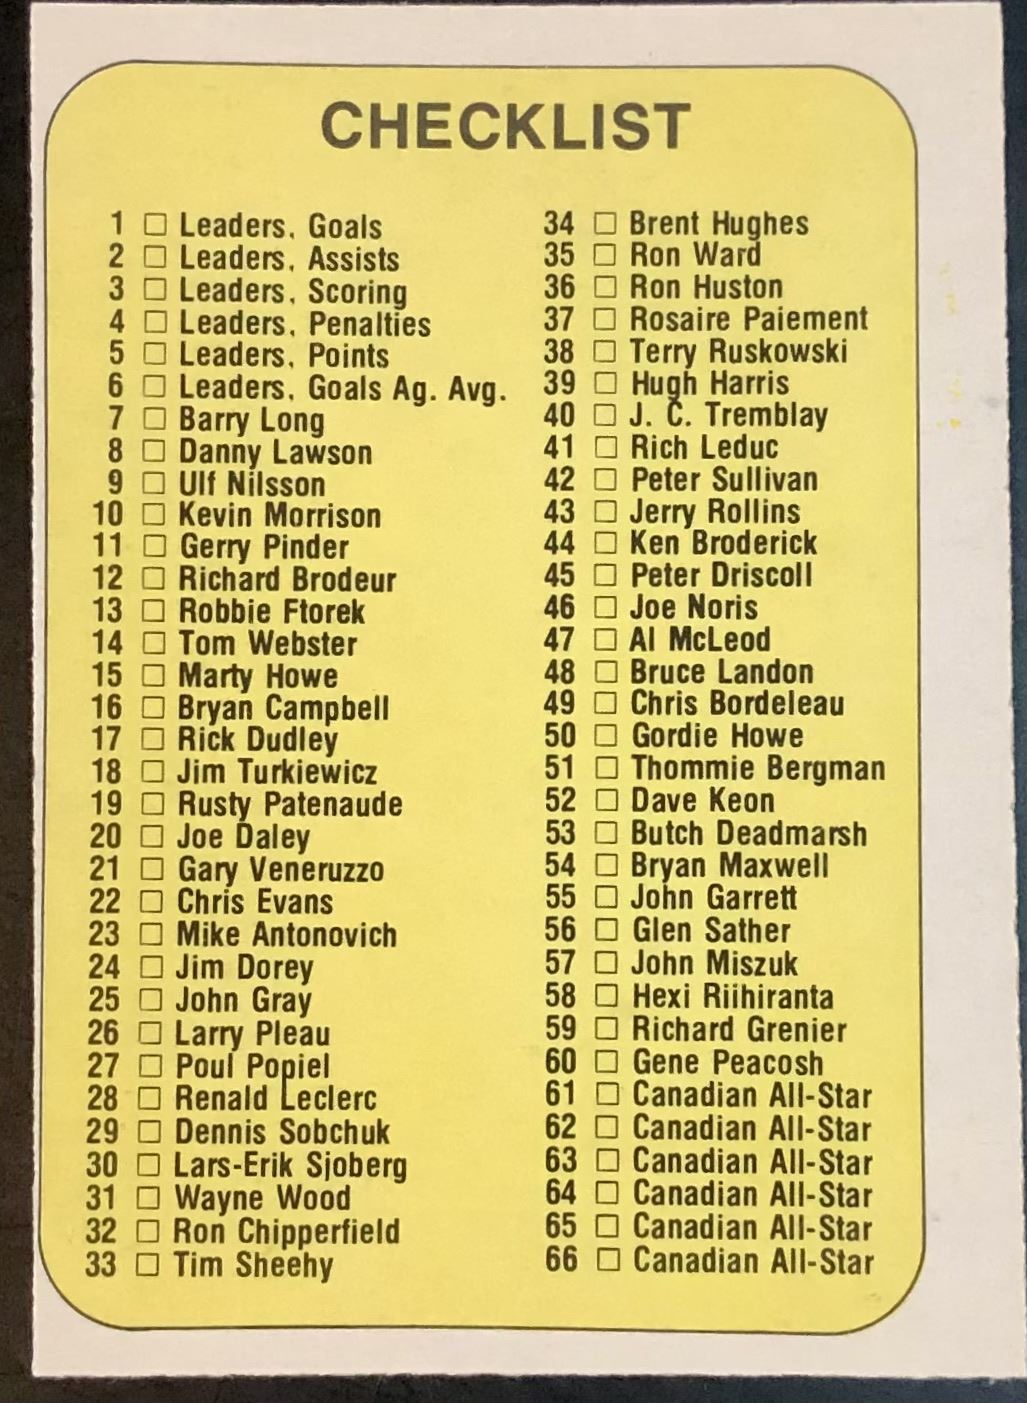 CHECKLIST
1 □ Leaders, Goals
2 □ Leaders, Assists
3 □ Leaders, Scoring
4 □ Leaders, Penalties
5 □ Leaders, Points
6 □ Leaders, Goals Ag. Avg.
7 □ Barry Long
8 □ Danny Lawson
9 □ Ulf Nilsson
10 □ Kevin Morrison
11 □ Gerry Pinder
12 □ Richard Brodeur
13 □ Robbie Ftorek
14 □ Tom Webster
15 □ Marty Howe
16 □ Bryan Campbell
17 □ Rick Dudley
18 □ Jim Turkiewicz
19 □ Rusty Patenaude
20 □ Joe Daley
21 □ Gary Veneruzzo
22 □ Chris Evans
23 □ Mike Antonovich
24 □ Jim Dorey
25 □ John Gray
26 □ Larry Pleau
27 □ Poul Popiel
28 □ Renald Leclerc
29 □ Dennis Sobchuk
30 □ Lars-Erik Sjoberg
31 □ Wayne Wood
32 □ Ron Chipperfield
33 □ Tim Sheehy
34 □ Brent Hughes
35 □ Ron Ward
36 □ Ron Huston
37 □ Rosaire Paiement
38 □ Terry Ruskowski
39 □ Hugh Harris
40 □ J. C. Tremblay
41 □ Rich Leduc
42 □ Peter Sullivan
43 □ Jerry Rollins
44 □ Ken Broderick
45 □ Peter Driscoll
46 □ Joe Noris
47 □ Al McLeod
48 □ Bruce Landon
49 □ Chris Bordeleau
50 □ Gordie Howe
51 □ Thommie Bergman
52 □ Dave Keon
53 □ Butch Deadmarsh
54 □ Bryan Maxwell
55 □ John Garrett
56 □ Glen Sather
57 □ John Miszuk
58 □ Hexi Riihiranta
59 □ Richard Grenier
60 □ Gene Peacosh
61 □ Canadian All-Star
62 □ Canadian All-Star
63 □ Canadian All-Star
64 □ Canadian All-Star
65 □ Canadian All-Star
66 □ Canadian All-Star